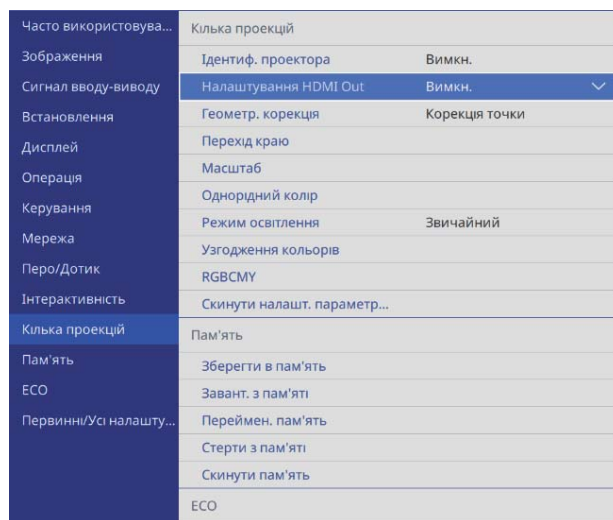 Часто використовува...
Зображення
Сигнал вводу-виводу
Встановлення
Дисплей
Операція
Керування
Мережа
Перо/Дотик
Інтерактивність
Кілька проекцій
Пам'ять
ECO
Первинні/Усі налашту...
Кілька проекцій
Ідентиф. проектора Вимкн.
Налаштування HDMI Out Вимкн.
Геометр. корекція Корекція точки
Перехід краю
Масштаб
Однорідний колір
Режим освітлення Звичайний
Узгодження кольорів
RGBCMY
Скинути налашт. параметр...
Пам'ять
Зберегти в пам'ять
Завант. з пам'яті
Переймен. пам'ять
Стерти з пам'яті
Скинути пам'ять
ECO